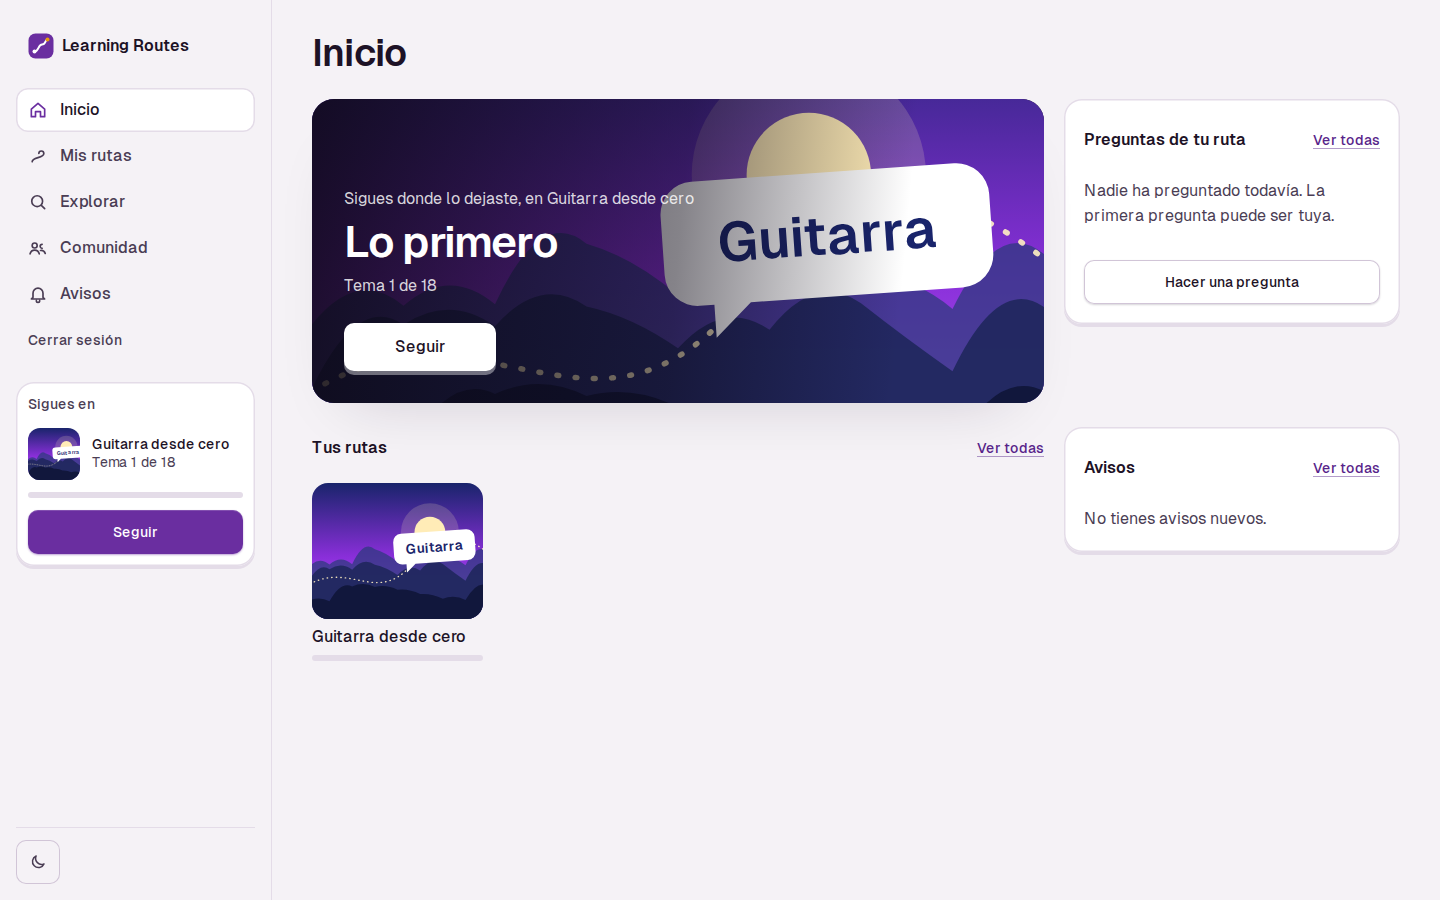 Learning Routes
Inicio
Mis rutas
Explorar
Comunidad
Avisos
Cerrar sesión
Sigues en
Guitarra
Guitarra desde cero
Tema 1 de 18
Seguir
Inicio
Sigues donde lo dejaste, en Guitarra desde cero
Lo primero
Tema 1 de 18
Seguir
Guitarra
Tus rutas
Ver todas
Guitarra
Guitarra desde cero
Preguntas de tu ruta
Ver todas
Nadie ha preguntado todavía. La
primera pregunta puede ser tuya.
Hacer una pregunta
Avisos
Ver todas
No tienes avisos nuevos.